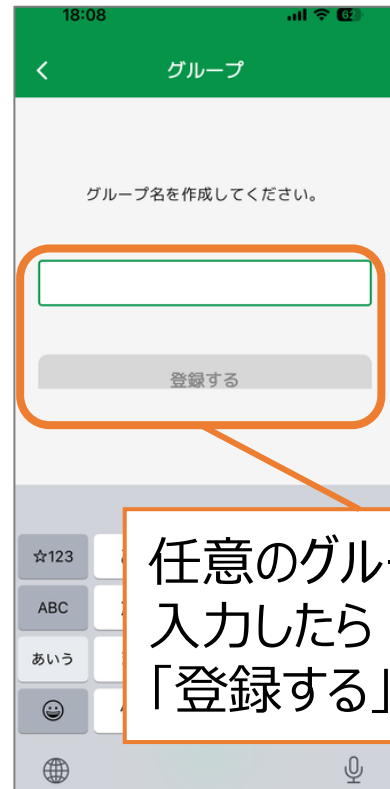 18:08
62
グループ
グループ名を作成してください。
登録する
☆123
ABC
あいう
任意のグル
入力したら
「登録する」